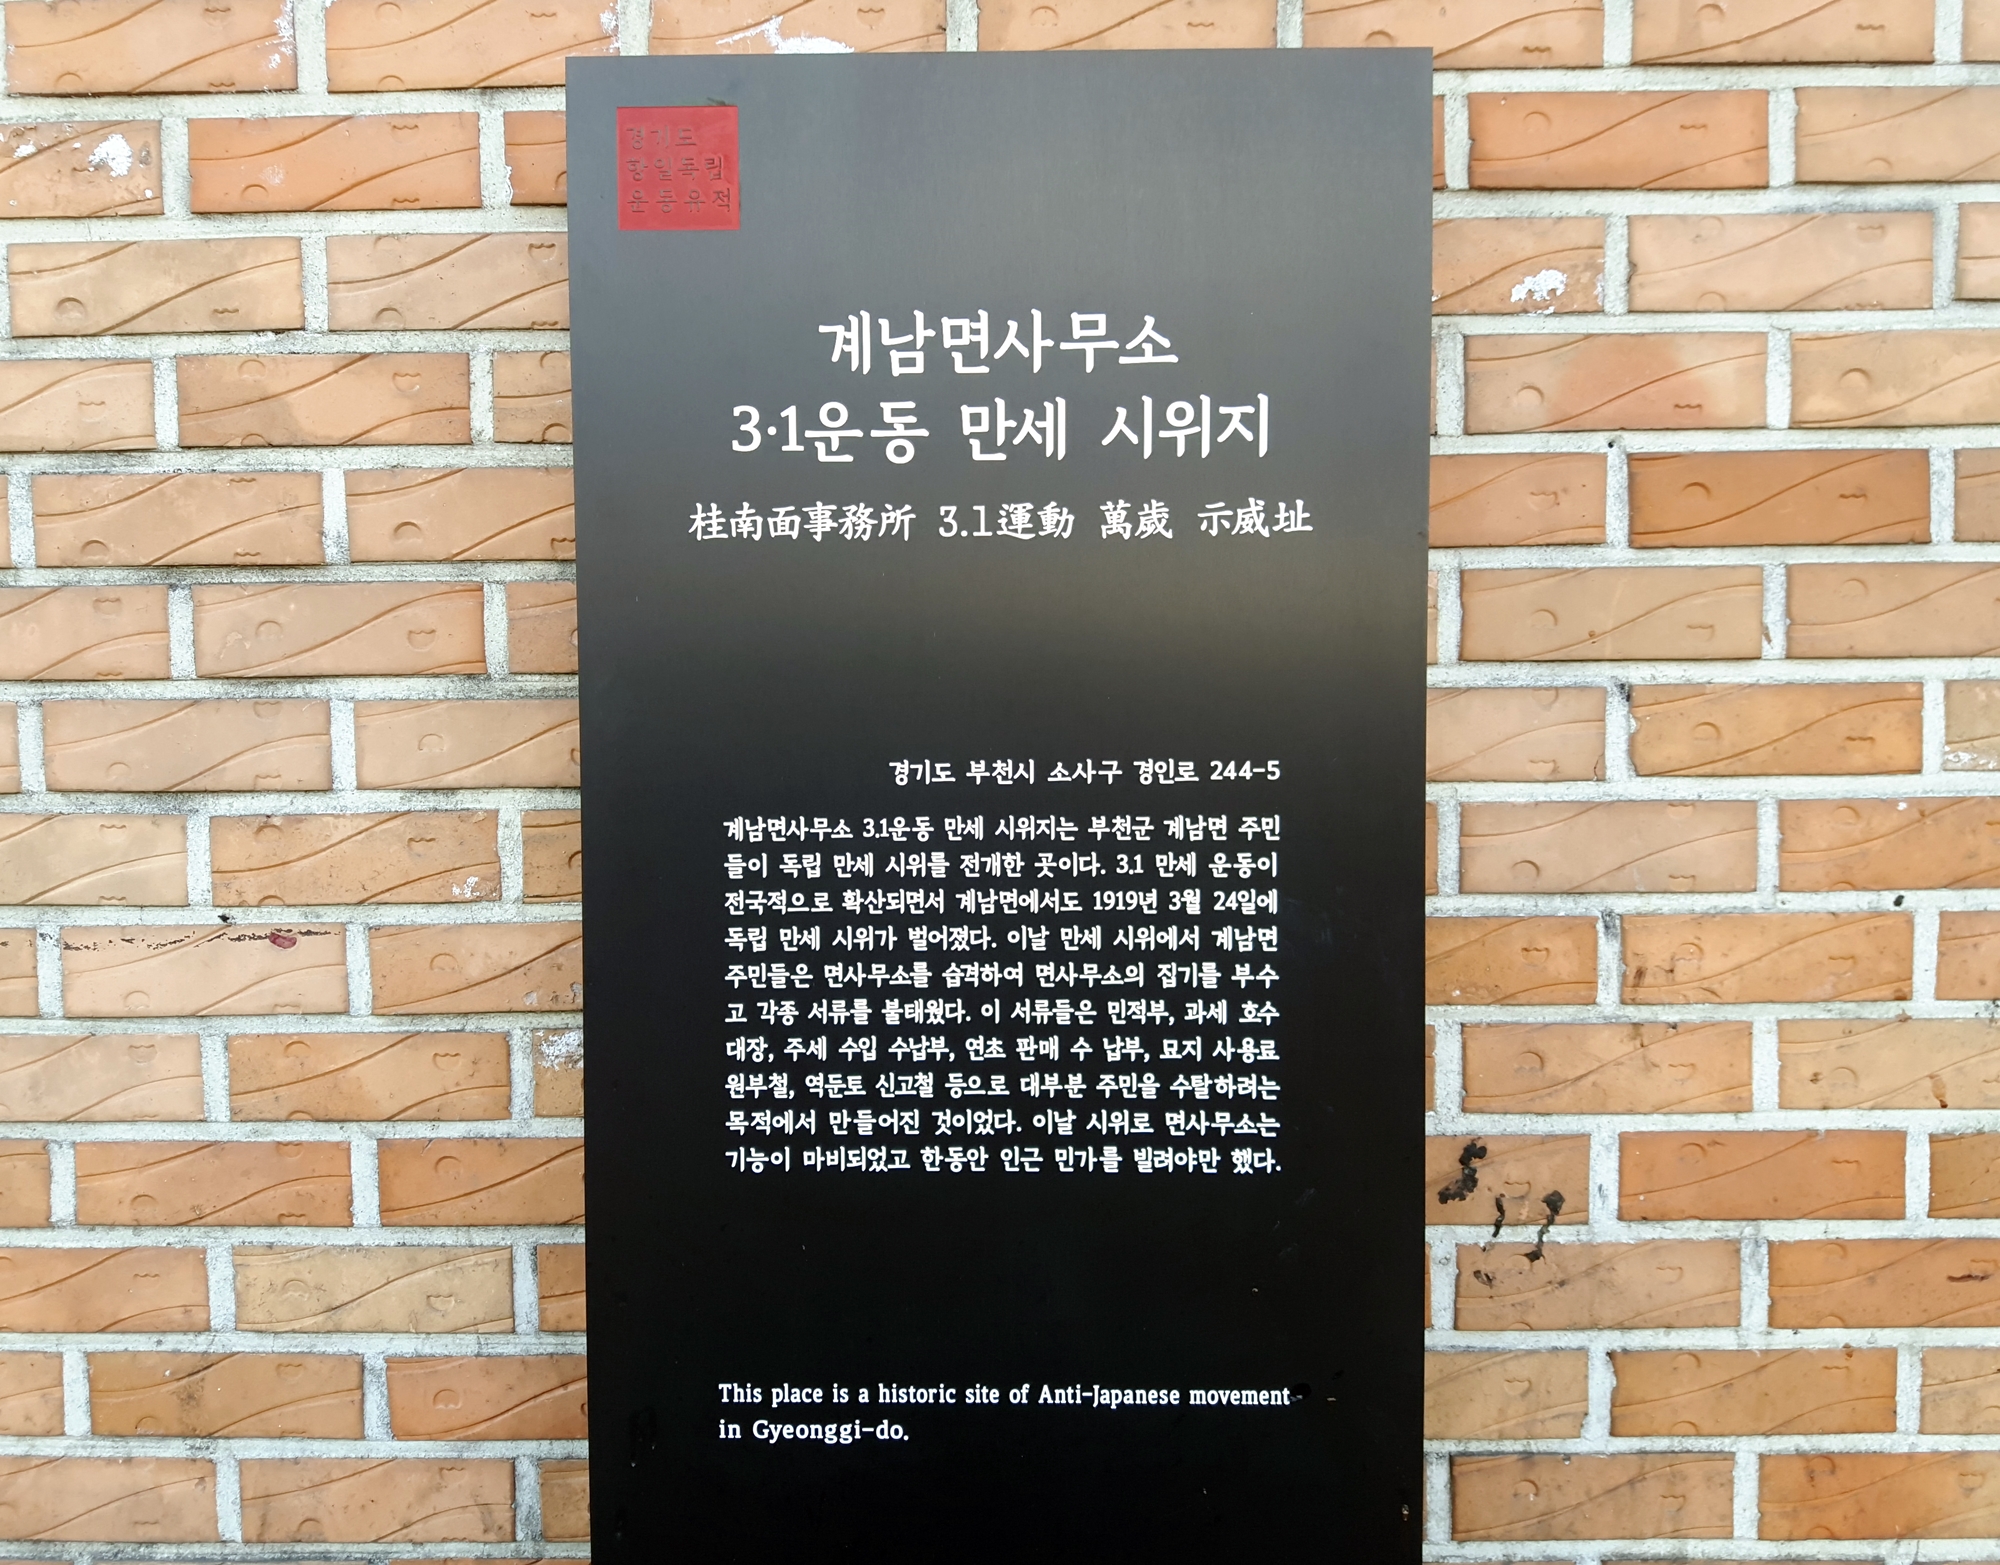 경기도
항일독립
운동유적
계남면사무소
3·1운동 만세 시위지
桂南面事務所 3.1運動 萬歲 示威址
경기도 부천시 소사구 경인로 244-5
계남면사무소 3.1운동 만세 시위지는 부천군 계남면 주민
들이 독립 만세 시위를 전개한 곳이다. 3.1 만세 운동이
전국적으로 확산되면서 계남면에서도 1919년 3월 24일에
독립 만세 시위가 벌어졌다. 이날 만세 시위에서 계남면
주민들은 면사무소를 습격하여 면사무소의 집기를 부수
고 각종 서류를 불태웠다. 이 서류들은 민적부, 과세 호수
대장, 주세 수입 수납부, 연초 판매 수 납부, 묘지 사용료
원부철, 역둔토 신고철 등으로 대부분 주민을 수탈하려는
목적에서 만들어진 것이었다. 이날 시위로 면사무소는
기능이 마비되었고 한동안 인근 민가를 빌려야만 했다.
This place is a historic site of Anti-Japanese movement
in Gyeonggi-do.